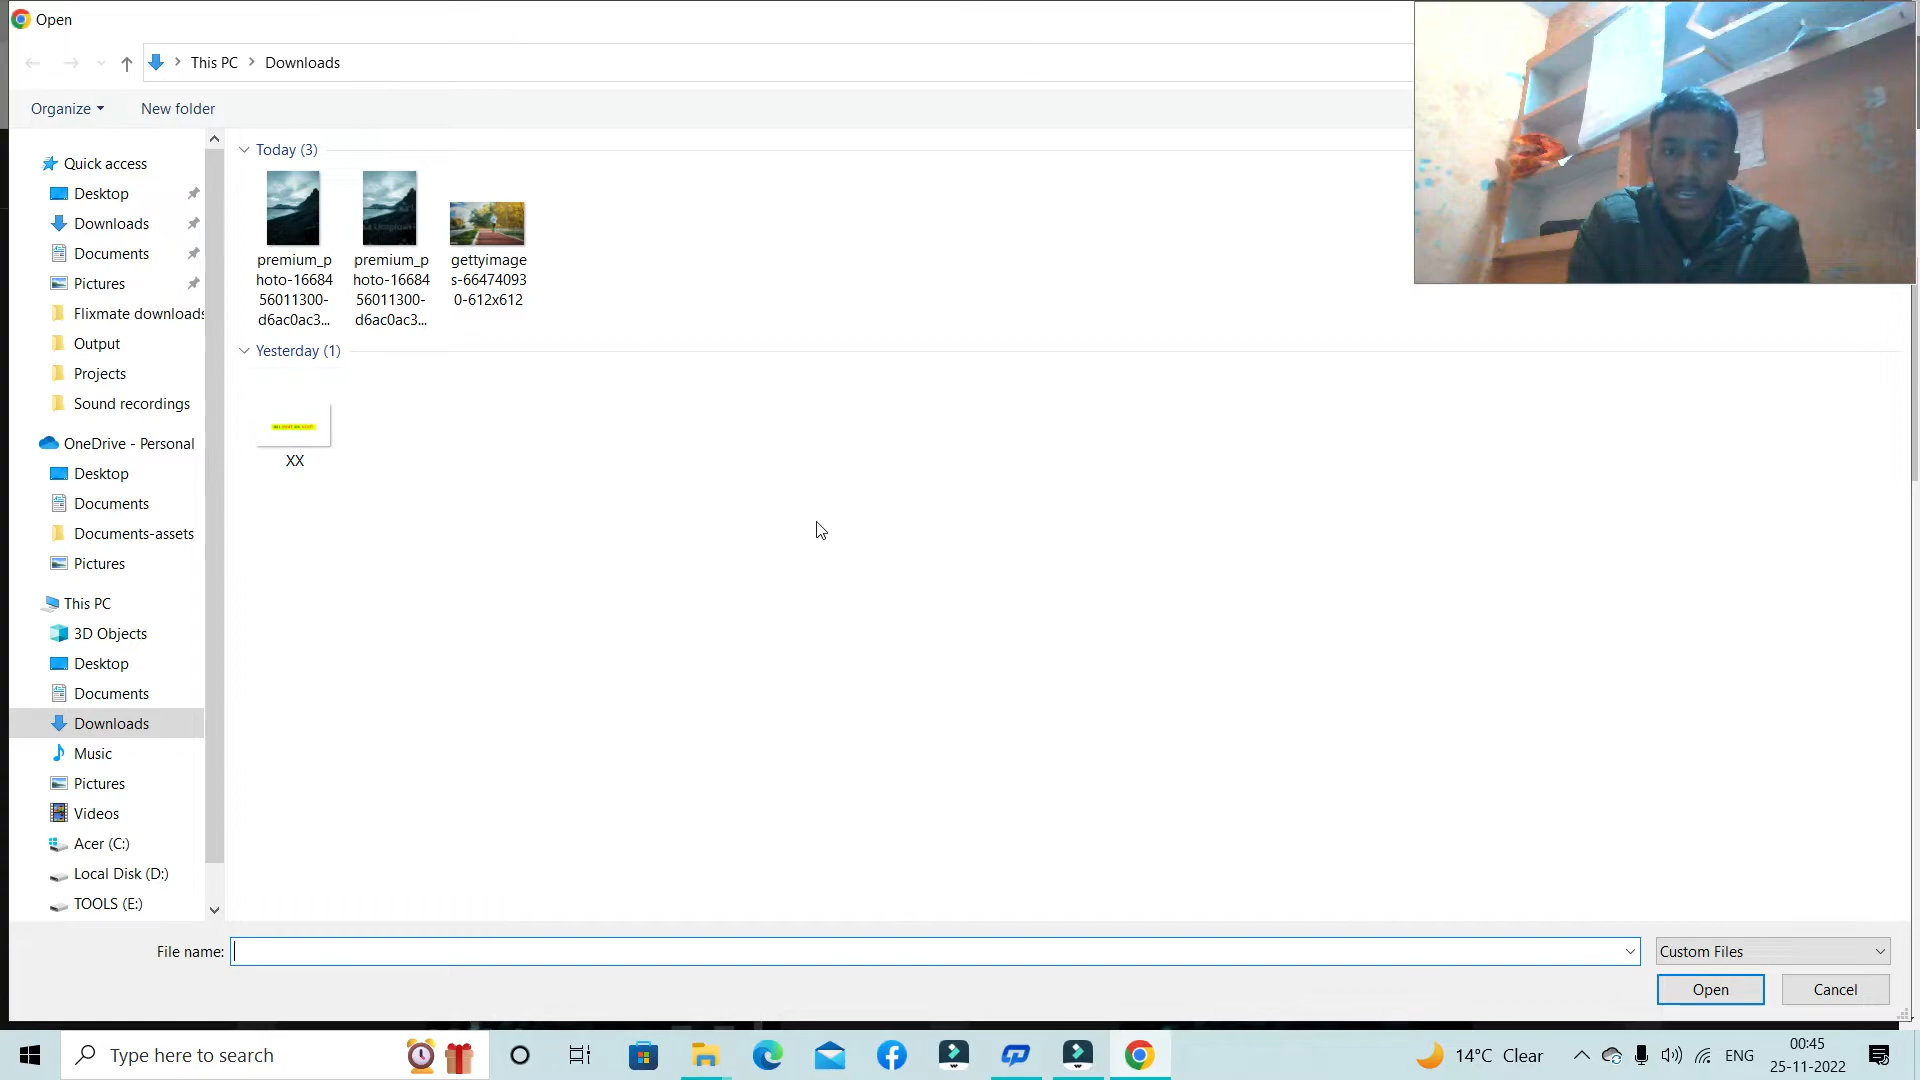 Open
This PC
Downloads
Organize
New folder
Quick access
Desktop
Downloads
Documents
Pictures
Flixmate downloads
Output
Projects
Sound recordings
OneDrive - Personal
Desktop
Documents
Documents-assets
Pictures
This PC
3D Objects
Desktop
Documents
Downloads
Music
Pictures
Videos
Acer (C:)
Local Disk (D:)
TOOLS (E:)
Today (3)
premium_p
hoto-16684
56011300-
d6ac0ac3...
premium_p
hoto-16684
56011300-
d6ac0ac3...
gettyimage
s-66474093
0-612x612
Yesterday (1)
XX
File name:
Custom Files
Open
Cancel
Type here to search
14°C Clear
ENG
00:45
25-11-2022